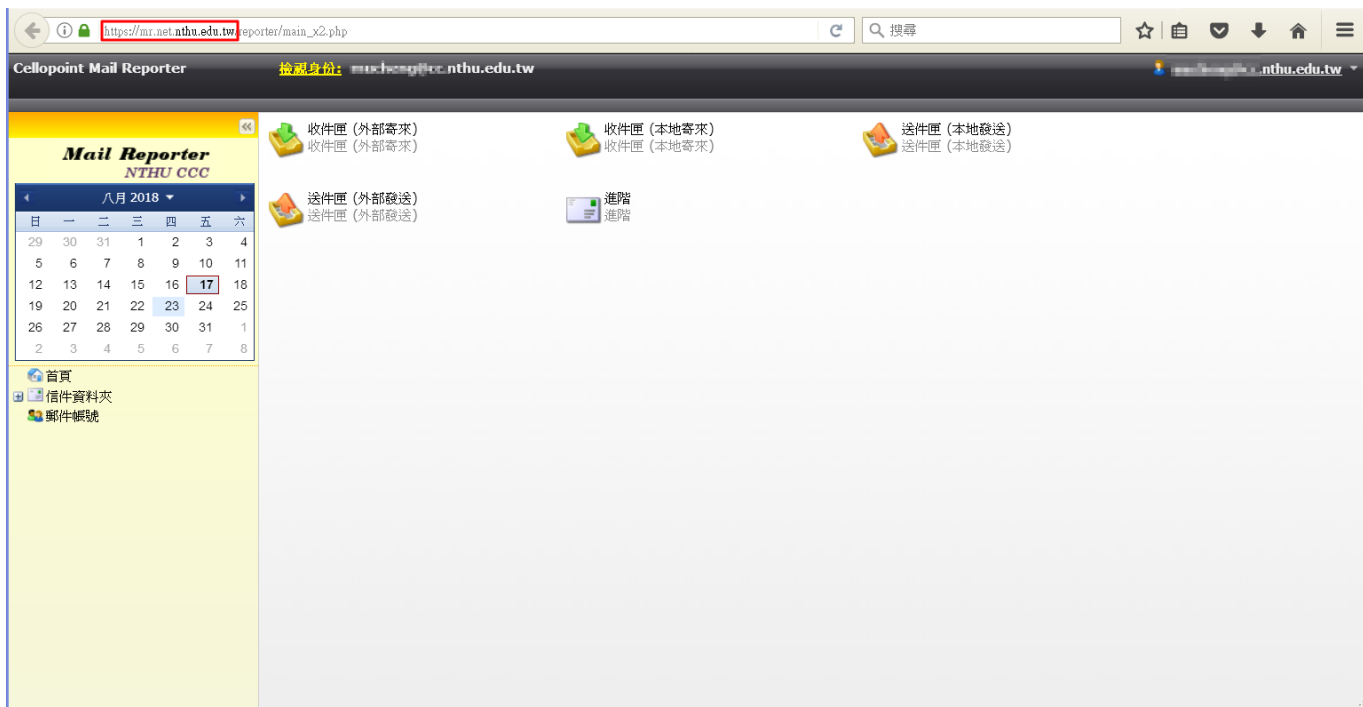 https://mr.net.nthu.edu.tw/reporter/main_x2.php
搜尋
Cellopoint Mail Reporter
檢視身份:
nthu.edu.tw
.nthu.edu.tw
Mail Reporter
NTHU CCC
八月 2018
日 一 二 三 四 五 六
29 30 31 1 2 3 4
5 6 7 8 9 10 11
12 13 14 15 16 17 18
19 20 21 22 23 24 25
26 27 28 29 30 31 1
2 3 4 5 6 7 8
首頁
信件資料夾
郵件帳號
收件匣 (外部寄來)
收件匣 (外部寄來)
收件匣 (本地寄來)
收件匣 (本地寄來)
送件匣 (本地發送)
送件匣 (本地發送)
送件匣 (外部發送)
送件匣 (外部發送)
進階
進階